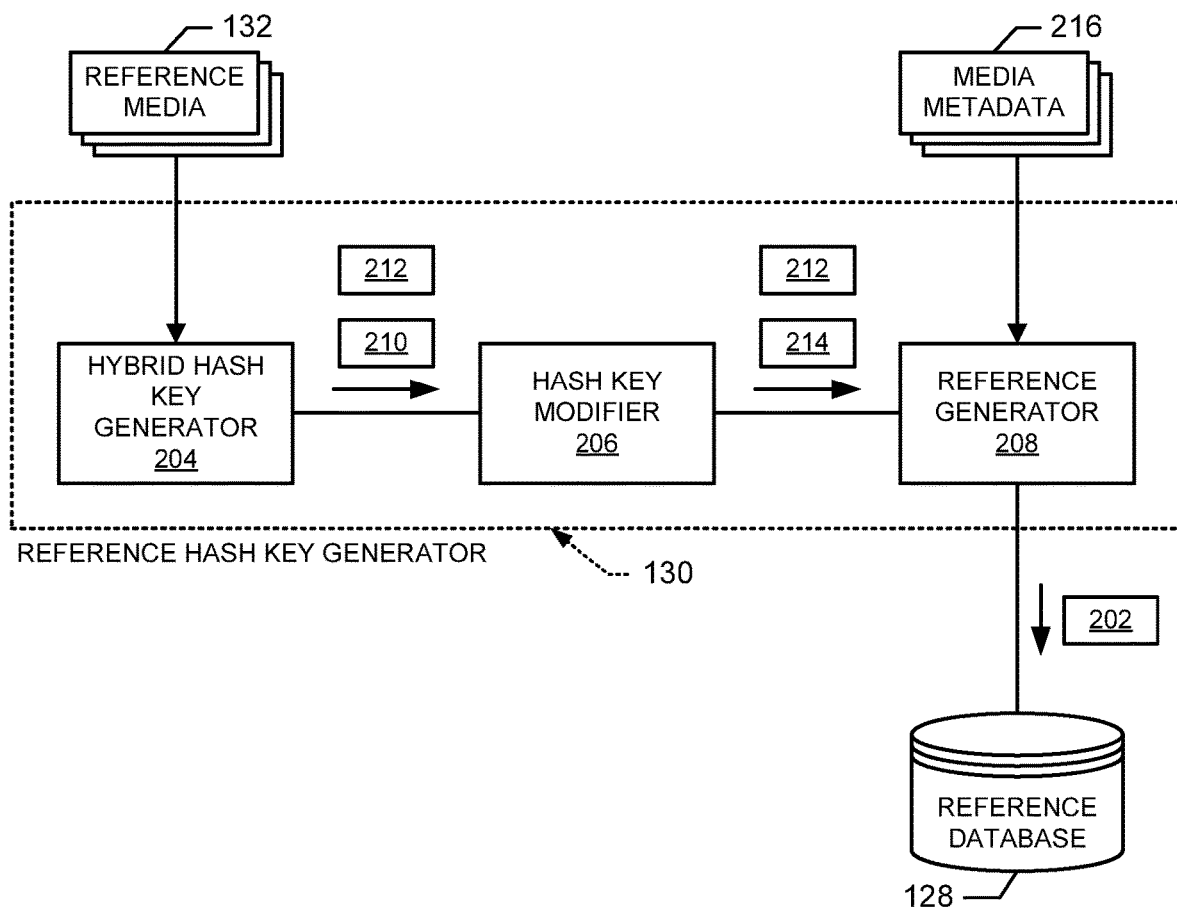 132
216
REFERENCE
MEDIA
MEDIA
METADATA
212
212
210
214
HYBRID HASH
KEY
GENERATOR
204
HASH KEY
MODIFIER
206
REFERENCE
GENERATOR
208
REFERENCE HASH KEY GENERATOR
130
202
REFERENCE
DATABASE
128